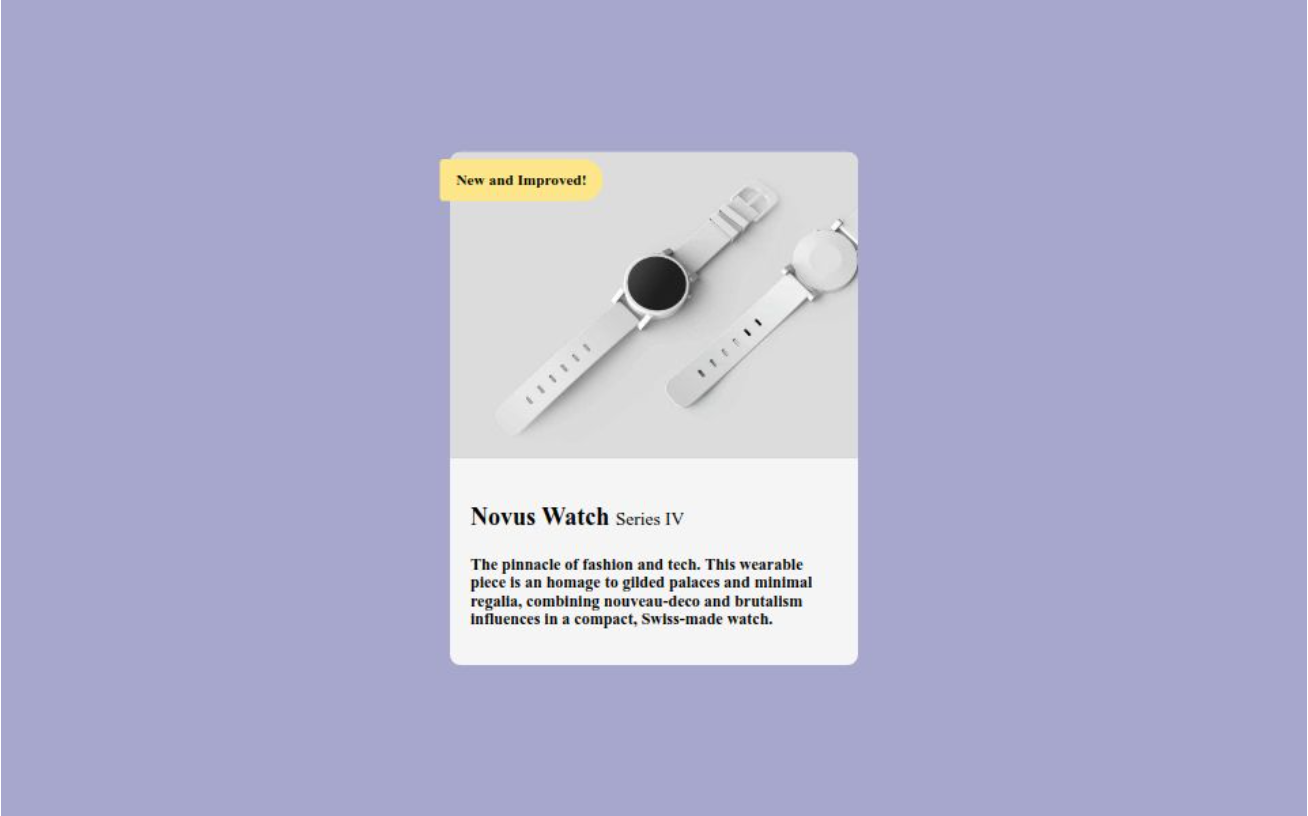 New and Improved!
Novus Watch Series IV
The pinnacle of fashion and tech. This wearable
piece is an homage to gilded palaces and minimal
regalia, combining nouveau-deco and brutalism
influences in a compact, Swiss-made watch.